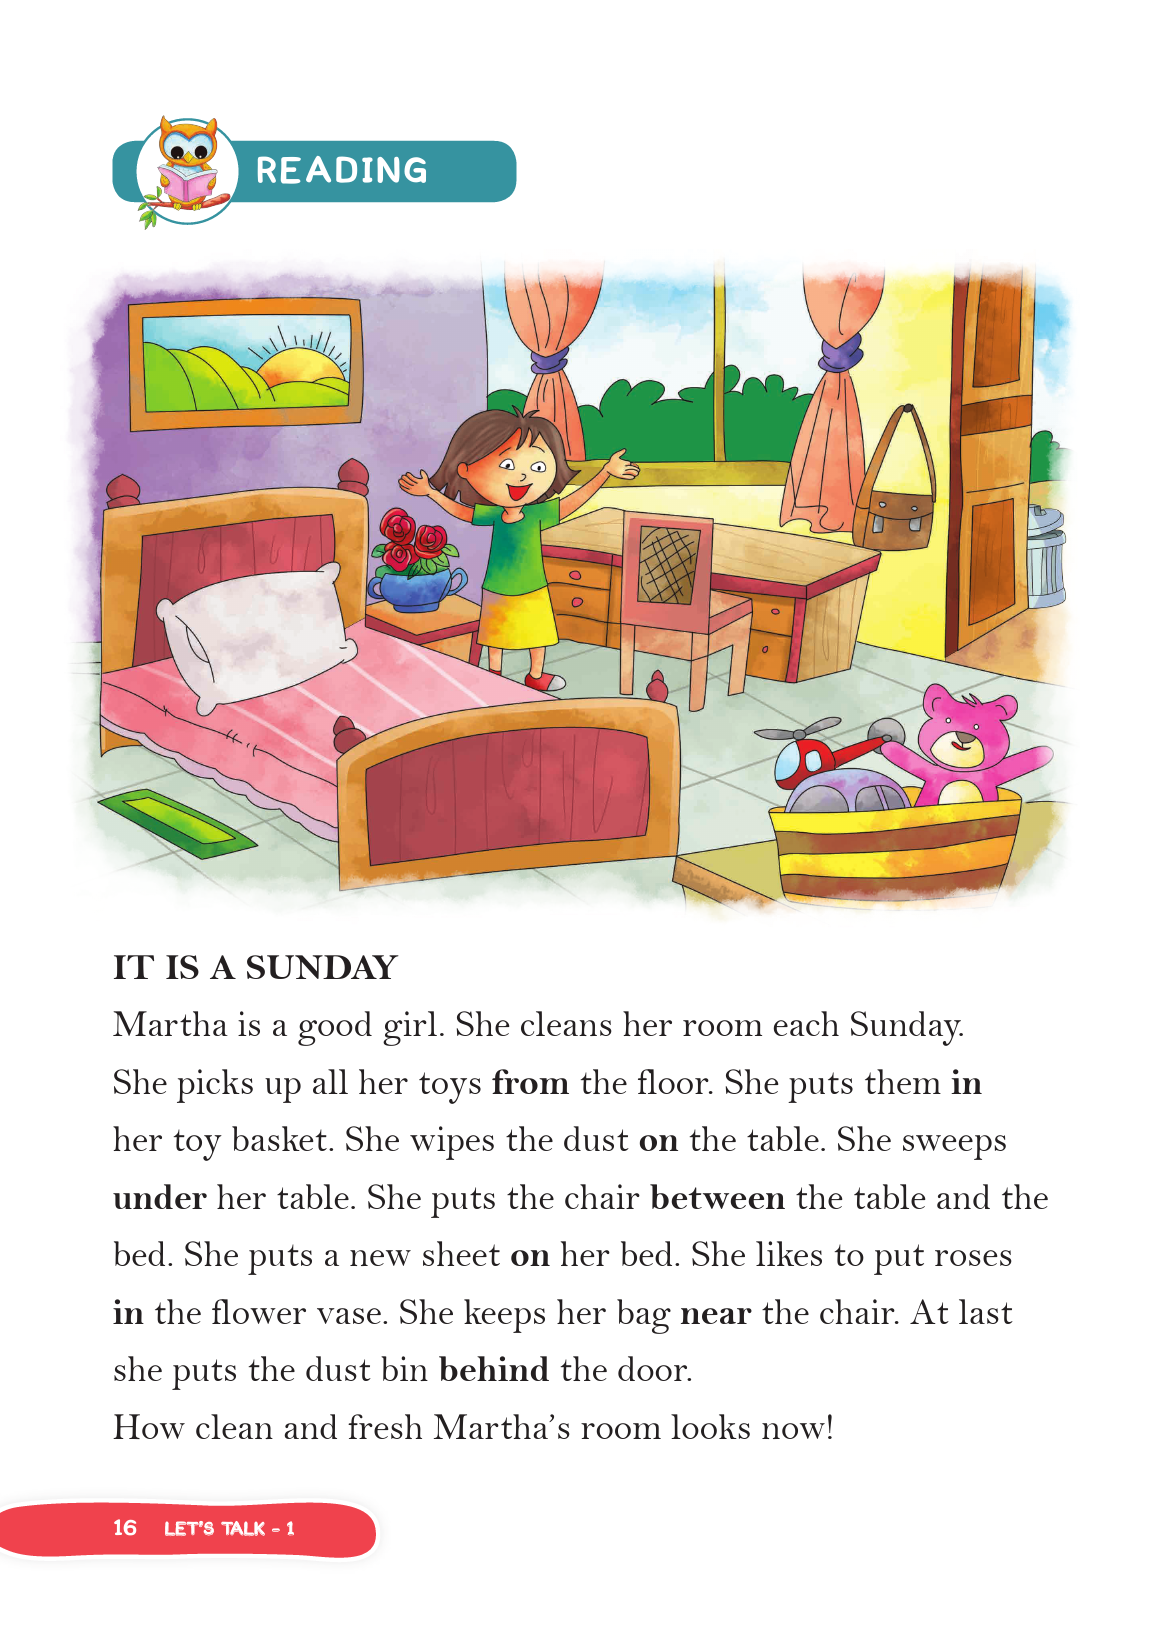 READING
IT IS A SUNDAY
Martha is a good girl. She cleans her room each Sunday.
She picks up all her toys from the floor. She puts them in
her toy basket. She wipes the dust on the table. She sweeps
under her table. She puts the chair between the table and the
bed. She puts a new sheet on her bed. She likes to put roses
in the flower vase. She keeps her bag near the chair. At last
she puts the dust bin behind the door.
How clean and fresh Martha’s room looks now!
16 LET'S TALK - 1